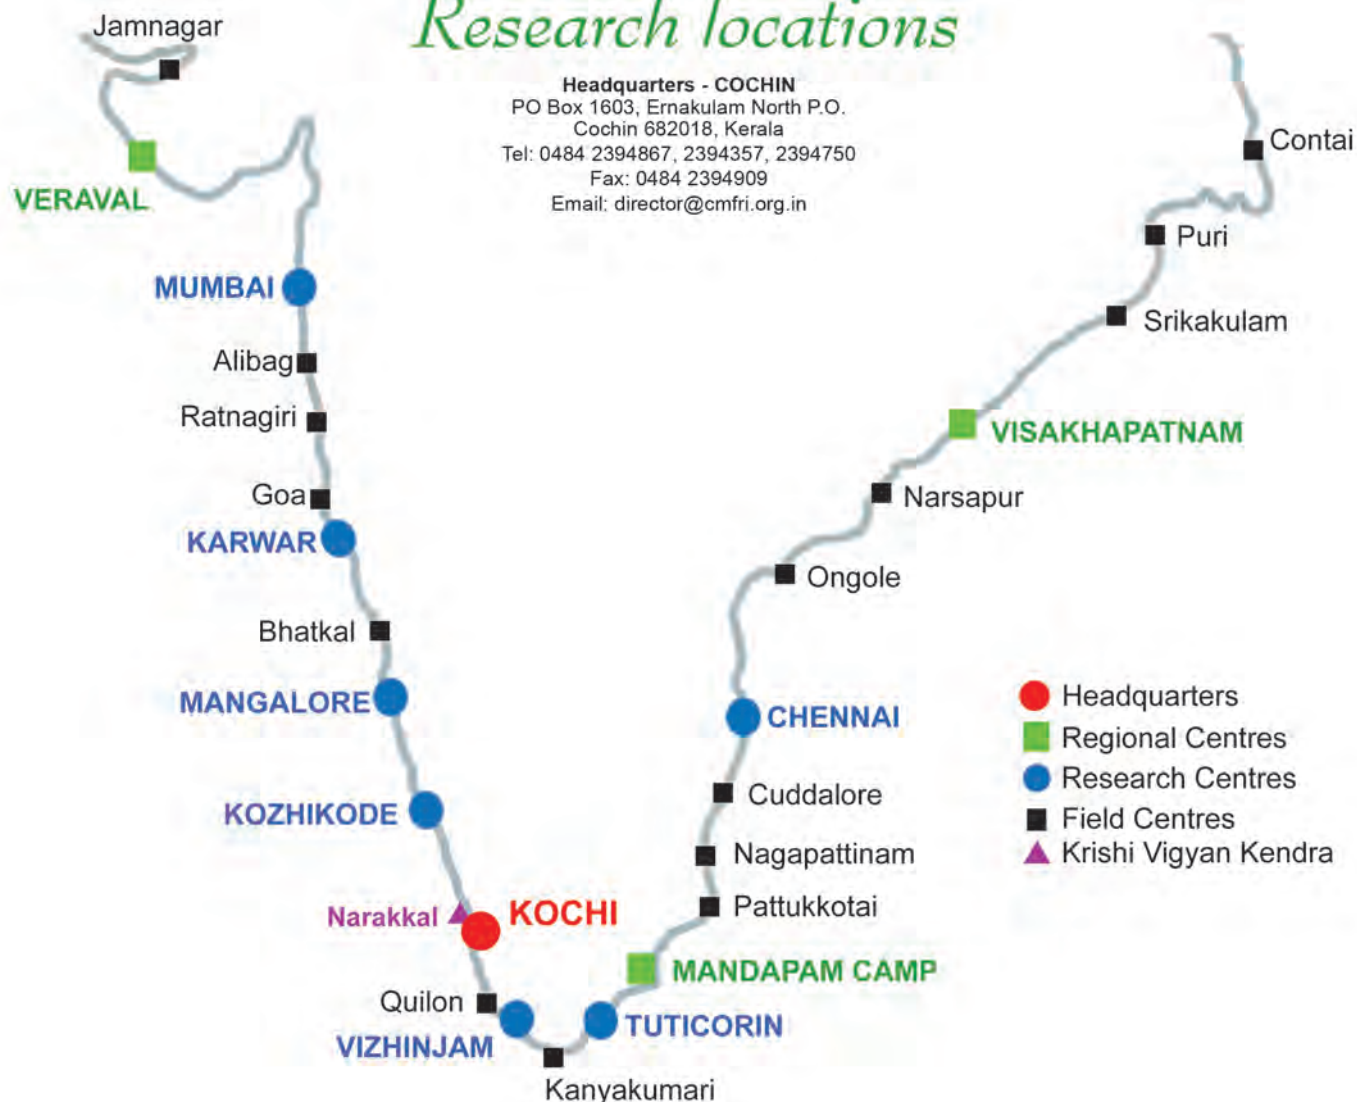 Research locations
Headquarters - COCHIN
PO Box 1603, Ernakulam North P.O.
Cochin 682018, Kerala
Tel: 0484 2394867, 2394357, 2394750
Fax: 0484 2394909
Email: director@cmfri.org.in
Jamnagar
VERAVAL
MUMBAI
Alibag
Ratnagiri
Goa
KARWAR
Bhatkal
MANGALORE
KOZHIKODE
Narakkal
KOCHI
Quilon
VIZHINJAM
Kanyakumari
TUTICORIN
MANDAPAM CAMP
Pattukkotai
Nagapattinam
Cuddalore
CHENNAI
Ongole
Narsapur
VISAKHAPATNAM
Srikakulam
Puri
Contai
Headquarters
Regional Centres
Research Centres
Field Centres
Krishi Vigyan Kendra